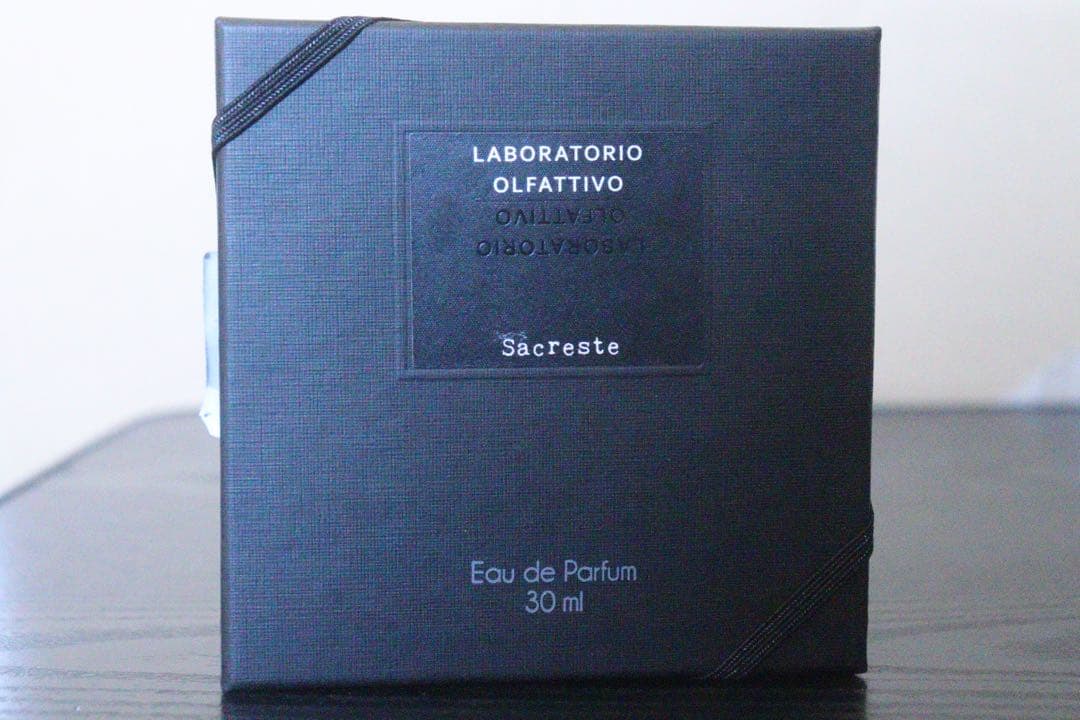 LABORATORIO
OLFATTIVO
OLFATTIVO
LABORATORIO
Sacreste
Eau de Parfum
30 ml